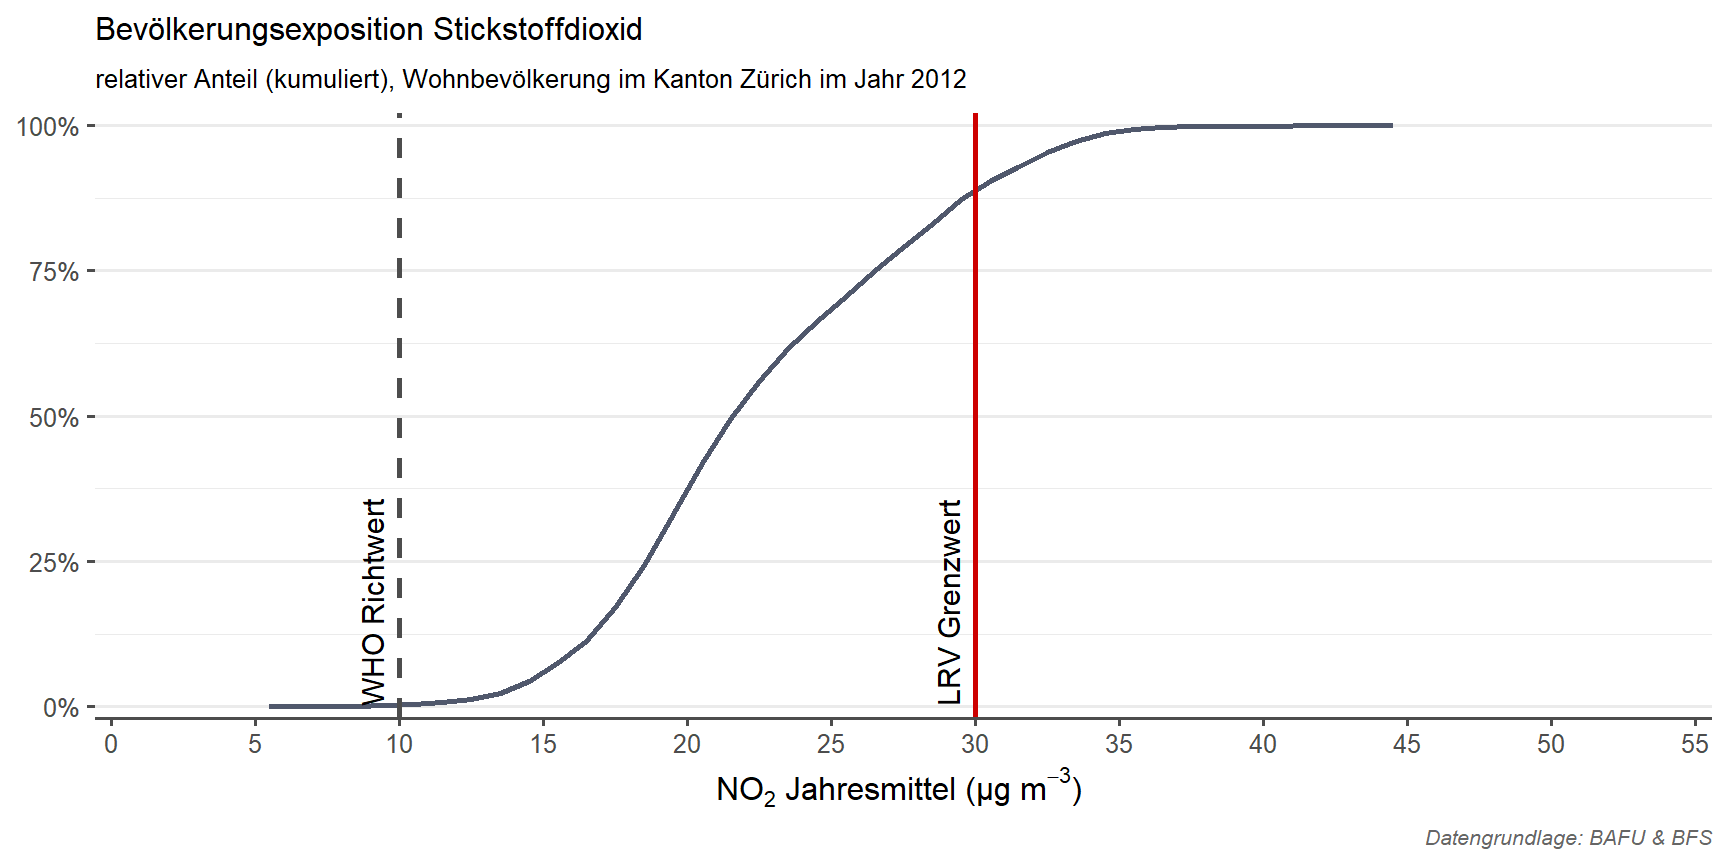 Bevölkerungsexposition Stickstoffdioxid
relativer Anteil (kumuliert), Wohnbevölkerung im Kanton Zürich im Jahr 2012
100%
75%
50%
25%
0%
WHO Richtwert
LRV Grenzwert
0 5 10 15 20 25 30 35 40 45 50 55
NO₂ Jahresmittel (µg m⁻³)
Datengrundlage: BAFU & BFS